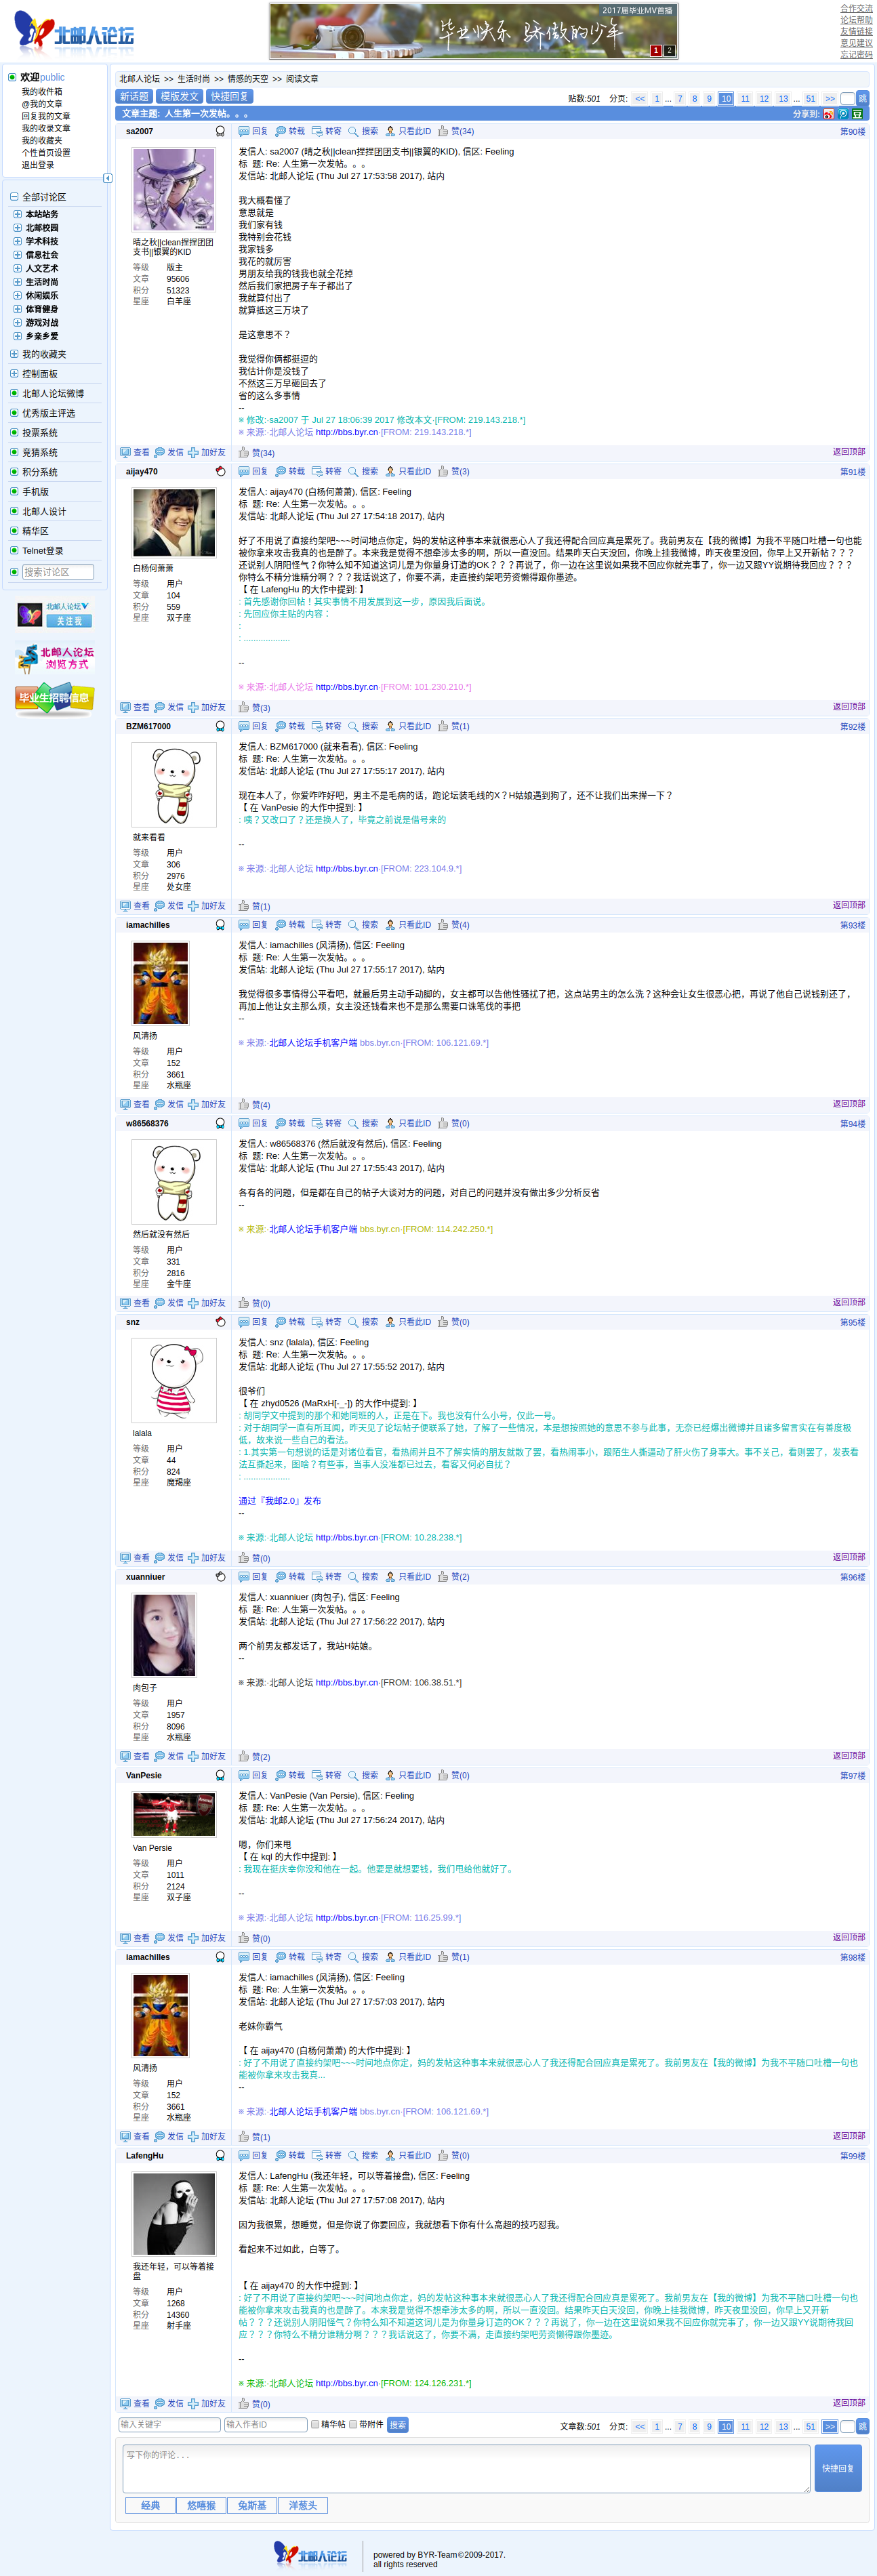 北邮人论坛
2017届毕业MV首播
毕业快乐 骄傲的少年
1 2
合作交流
论坛帮助
友情链接
意见建议
忘记密码
欢迎public
我的收件箱
@我的文章
回复我的文章
我的收录文章
我的收藏夹
个性首页设置
退出登录
全部讨论区
本站站务
北邮校园
学术科技
信息社会
人文艺术
生活时尚
休闲娱乐
体育健身
游戏对战
乡亲乡爱
我的收藏夹
控制面板
北邮人论坛微博
优秀版主评选
投票系统
竞猜系统
积分系统
手机版
北邮人设计
精华区
Telnet登录
搜索讨论区
北邮人论坛
关注我
北邮人论坛
浏览方式
毕业生招聘信息
北邮人论坛 >> 生活时尚 >> 情感的天空 >> 阅读文章
新话题 模版发文 快捷回复
贴数:501 分页: << 1 ... 7 8 9 10 11 12 13 ... 51 >> 跳
文章主题: 人生第一次发帖。。。
分享到:
sa2007
回复 转载 转寄 搜索 只看此ID 赞(34)
第90楼
晴之秋||clean捏捏团团支书||银翼的KID
等级 版主
文章 95606
积分 51323
星座 白羊座
发信人: sa2007 (晴之秋||clean捏捏团团支书||银翼的KID), 信区: Feeling
标 题: Re: 人生第一次发帖。。。
发信站: 北邮人论坛 (Thu Jul 27 17:53:58 2017), 站内
我大概看懂了
意思就是
我们家有钱
我特别会花钱
我家钱多
我花的就厉害
男朋友给我的钱我也就全花掉
然后我们家把房子车子都出了
我就算付出了
就算抵这三万块了
是这意思不？
我觉得你俩都挺逗的
我估计你是没钱了
不然这三万早砸回去了
省的这么多事情
--
※ 修改:·sa2007 于 Jul 27 18:06:39 2017 修改本文·[FROM: 219.143.218.*]
※ 来源:·北邮人论坛 http://bbs.byr.cn·[FROM: 219.143.218.*]
查看 发信 加好友 赞(34) 返回顶部
aijay470
回复 转载 转寄 搜索 只看此ID 赞(3)
第91楼
白杨何萧萧
等级 用户
文章 104
积分 559
星座 双子座
发信人: aijay470 (白杨何萧萧), 信区: Feeling
标 题: Re: 人生第一次发帖。。。
发信站: 北邮人论坛 (Thu Jul 27 17:54:18 2017), 站内
好了不用说了直接约架吧~~~时间地点你定，妈的发帖这种事本来就很恶心人了我还得配合回应真是累死了。我前男友在【我的微博】为我不平随口吐槽一句也能被你拿来攻击我真的也是醉了。本来我是觉得不想牵涉太多的啊，所以一直没回。结果昨天白天没回，你晚上挂我微博，昨天夜里没回，你早上又开新帖？？？还说别人阴阳怪气？你特么知不知道这词儿是为你量身订造的OK？？？再说了，你一边在这里说如果我不回应你就完事了，你一边又跟YY说期待我回应？？？你特么不精分谁精分啊？？？我话说这了，你要不满，走直接约架吧劳资懒得跟你墨迹。
【 在 LafengHu 的大作中提到: 】
: 首先感谢你回帖！其实事情不用发展到这一步，原因我后面说。
: 先回应你主贴的内容：
:
: ...................
--
※ 来源:·北邮人论坛 http://bbs.byr.cn·[FROM: 101.230.210.*]
查看 发信 加好友 赞(3) 返回顶部
BZM617000
回复 转载 转寄 搜索 只看此ID 赞(1)
第92楼
就来看看
等级 用户
文章 306
积分 2976
星座 处女座
发信人: BZM617000 (就来看看), 信区: Feeling
标 题: Re: 人生第一次发帖。。。
发信站: 北邮人论坛 (Thu Jul 27 17:55:17 2017), 站内
现在本人了，你爱咋咋好吧，男主不是毛病的话，跑论坛装毛线的X？H姑娘遇到狗了，还不让我们出来撵一下？
【 在 VanPesie 的大作中提到: 】
: 咦？又改口了？还是换人了，毕竟之前说是借号来的
--
※ 来源:·北邮人论坛 http://bbs.byr.cn·[FROM: 223.104.9.*]
查看 发信 加好友 赞(1) 返回顶部
iamachilles
回复 转载 转寄 搜索 只看此ID 赞(4)
第93楼
风清扬
等级 用户
文章 152
积分 3661
星座 水瓶座
发信人: iamachilles (风清扬), 信区: Feeling
标 题: Re: 人生第一次发帖。。。
发信站: 北邮人论坛 (Thu Jul 27 17:55:17 2017), 站内
我觉得很多事情得公平看吧，就最后男主动手动脚的，女主都可以告他性骚扰了把，这点站男主的怎么洗？这种会让女生很恶心把，再说了他自己说钱别还了，再加上他让女主那么烦，女主没还钱看来也不是那么需要口诛笔伐的事把
--
※ 来源:·北邮人论坛手机客户端 bbs.byr.cn·[FROM: 106.121.69.*]
查看 发信 加好友 赞(4) 返回顶部
w86568376
回复 转载 转寄 搜索 只看此ID 赞(0)
第94楼
然后就没有然后
等级 用户
文章 331
积分 2816
星座 金牛座
发信人: w86568376 (然后就没有然后), 信区: Feeling
标 题: Re: 人生第一次发帖。。。
发信站: 北邮人论坛 (Thu Jul 27 17:55:43 2017), 站内
各有各的问题，但是都在自己的帖子大谈对方的问题，对自己的问题并没有做出多少分析反省
--
※ 来源:·北邮人论坛手机客户端 bbs.byr.cn·[FROM: 114.242.250.*]
查看 发信 加好友 赞(0) 返回顶部
snz
回复 转载 转寄 搜索 只看此ID 赞(0)
第95楼
lalala
等级 用户
文章 44
积分 824
星座 魔羯座
发信人: snz (lalala), 信区: Feeling
标 题: Re: 人生第一次发帖。。。
发信站: 北邮人论坛 (Thu Jul 27 17:55:52 2017), 站内
很爷们
【 在 zhyd0526 (MaRxH[-_-]) 的大作中提到: 】
: 胡同学文中提到的那个和她同班的人，正是在下。我也没有什么小号，仅此一号。
: 对于胡同学一直有所耳闻，昨天见了论坛帖子便联系了她，了解了一些情况，本是想按照她的意思不参与此事，无奈已经爆出微博并且诸多留言实在有善度极低，故来说一些自己的看法。
: 1.其实第一句想说的话是对诸位看官，看热闹并且不了解实情的朋友就散了罢，看热闹事小，跟陌生人撕逼动了肝火伤了身事大。事不关己，看则罢了，发表看法互撕起来，图啥？有些事，当事人没准都已过去，看客又何必自扰？
: ...................
通过『我邮2.0』发布
--
※ 来源:·北邮人论坛 http://bbs.byr.cn·[FROM: 10.28.238.*]
查看 发信 加好友 赞(0) 返回顶部
xuanniuer
回复 转载 转寄 搜索 只看此ID 赞(2)
第96楼
肉包子
等级 用户
文章 1957
积分 8096
星座 水瓶座
发信人: xuanniuer (肉包子), 信区: Feeling
标 题: Re: 人生第一次发帖。。。
发信站: 北邮人论坛 (Thu Jul 27 17:56:22 2017), 站内
两个前男友都发话了，我站H姑娘。
--
※ 来源:·北邮人论坛 http://bbs.byr.cn·[FROM: 106.38.51.*]
查看 发信 加好友 赞(2) 返回顶部
VanPesie
回复 转载 转寄 搜索 只看此ID 赞(0)
第97楼
Van Persie
等级 用户
文章 1011
积分 2124
星座 双子座
发信人: VanPesie (Van Persie), 信区: Feeling
标 题: Re: 人生第一次发帖。。。
发信站: 北邮人论坛 (Thu Jul 27 17:56:24 2017), 站内
嗯，你们来甩
【 在 kql 的大作中提到: 】
: 我现在挺庆幸你没和他在一起。他要是就想要钱，我们甩给他就好了。
--
※ 来源:·北邮人论坛 http://bbs.byr.cn·[FROM: 116.25.99.*]
查看 发信 加好友 赞(0) 返回顶部
iamachilles
回复 转载 转寄 搜索 只看此ID 赞(1)
第98楼
风清扬
等级 用户
文章 152
积分 3661
星座 水瓶座
发信人: iamachilles (风清扬), 信区: Feeling
标 题: Re: 人生第一次发帖。。。
发信站: 北邮人论坛 (Thu Jul 27 17:57:03 2017), 站内
老妹你霸气
【 在 aijay470 (白杨何萧萧) 的大作中提到: 】
: 好了不用说了直接约架吧~~~时间地点你定，妈的发帖这种事本来就很恶心人了我还得配合回应真是累死了。我前男友在【我的微博】为我不平随口吐槽一句也能被你拿来攻击我真...
--
※ 来源:·北邮人论坛手机客户端 bbs.byr.cn·[FROM: 106.121.69.*]
查看 发信 加好友 赞(1) 返回顶部
LafengHu
回复 转载 转寄 搜索 只看此ID 赞(0)
第99楼
我还年轻，可以等着接盘
等级 用户
文章 1268
积分 14360
星座 射手座
发信人: LafengHu (我还年轻，可以等着接盘), 信区: Feeling
标 题: Re: 人生第一次发帖。。。
发信站: 北邮人论坛 (Thu Jul 27 17:57:08 2017), 站内
因为我很累，想睡觉，但是你说了你要回应，我就想看下你有什么高超的技巧怼我。
看起来不过如此，白等了。
【 在 aijay470 的大作中提到: 】
: 好了不用说了直接约架吧~~~时间地点你定，妈的发帖这种事本来就很恶心人了我还得配合回应真是累死了。我前男友在【我的微博】为我不平随口吐槽一句也能被你拿来攻击我真的也是醉了。本来我是觉得不想牵涉太多的啊，所以一直没回。结果昨天白天没回，你晚上挂我微博，昨天夜里没回，你早上又开新帖？？？还说别人阴阳怪气？你特么知不知道这词儿是为你量身订造的OK？？？再说了，你一边在这里说如果我不回应你就完事了，你一边又跟YY说期待我回应？？？你特么不精分谁精分啊？？？我话说这了，你要不满，走直接约架吧劳资懒得跟你墨迹。
--
※ 来源:·北邮人论坛 http://bbs.byr.cn·[FROM: 124.126.231.*]
查看 发信 加好友 赞(0) 返回顶部
输入关键字 输入作者ID 精华帖 带附件 搜索
文章数:501 分页: << 1 ... 7 8 9 10 11 12 13 ... 51 >> 跳
写下你的评论...
快捷回复
经典 悠嘻猴 兔斯基 洋葱头
北邮人论坛
powered by BYR-Team©2009-2017.
all rights reserved